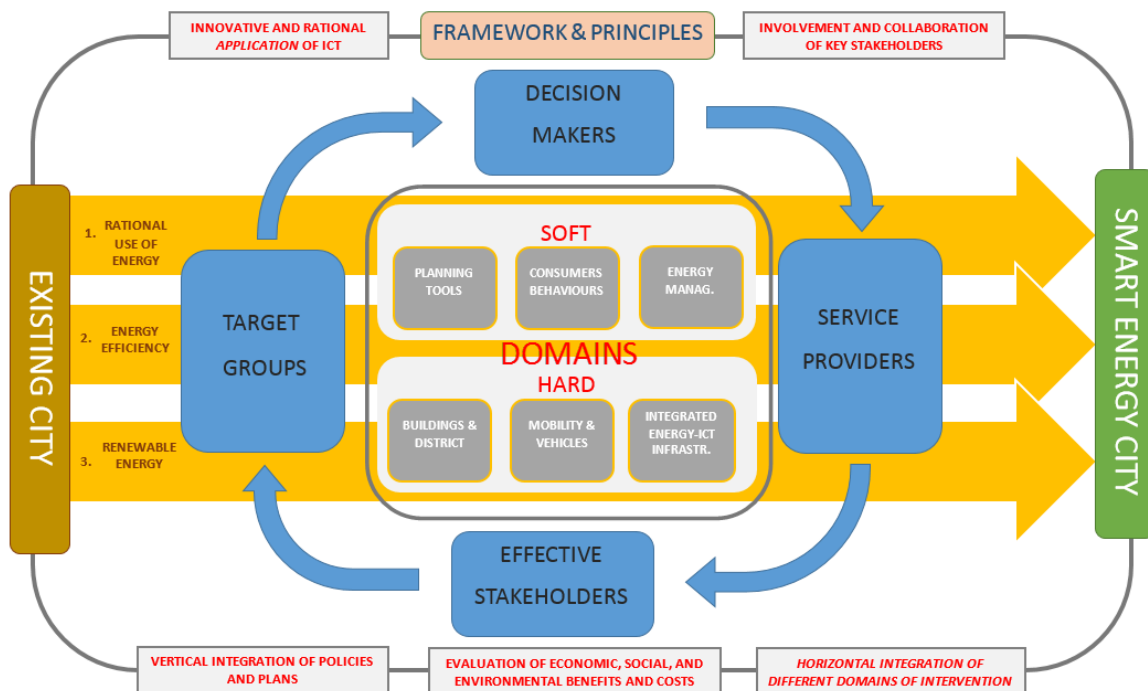 INNOVATIVE AND RATIONAL
APPLICATION OF ICT
FRAMEWORK & PRINCIPLES
INVOLVEMENT AND COLLABORATION
OF KEY STAKEHOLDERS
DECISION
MAKERS
EXISTING CITY
1. RATIONAL
USE OF
ENERGY
2. ENERGY
EFFICIENCY
3. RENEWABLE
ENERGY
TARGET
GROUPS
SOFT
PLANNING
TOOLS
CONSUMERS
BEHAVIOURS
ENERGY
MANAG.
DOMAINS
HARD
BUILDINGS &
DISTRICT
MOBILITY &
VEHICLES
INTEGRATED
ENERGY-ICT
INFRASTR.
SERVICE
PROVIDERS
SMART ENERGY CITY
EFFECTIVE
STAKEHOLDERS
VERTICAL INTEGRATION OF POLICIES
AND PLANS
EVALUATION OF ECONOMIC, SOCIAL, AND
ENVIRONMENTAL BENEFITS AND COSTS
HORIZONTAL INTEGRATION OF
DIFFERENT DOMAINS OF INTERVENTION